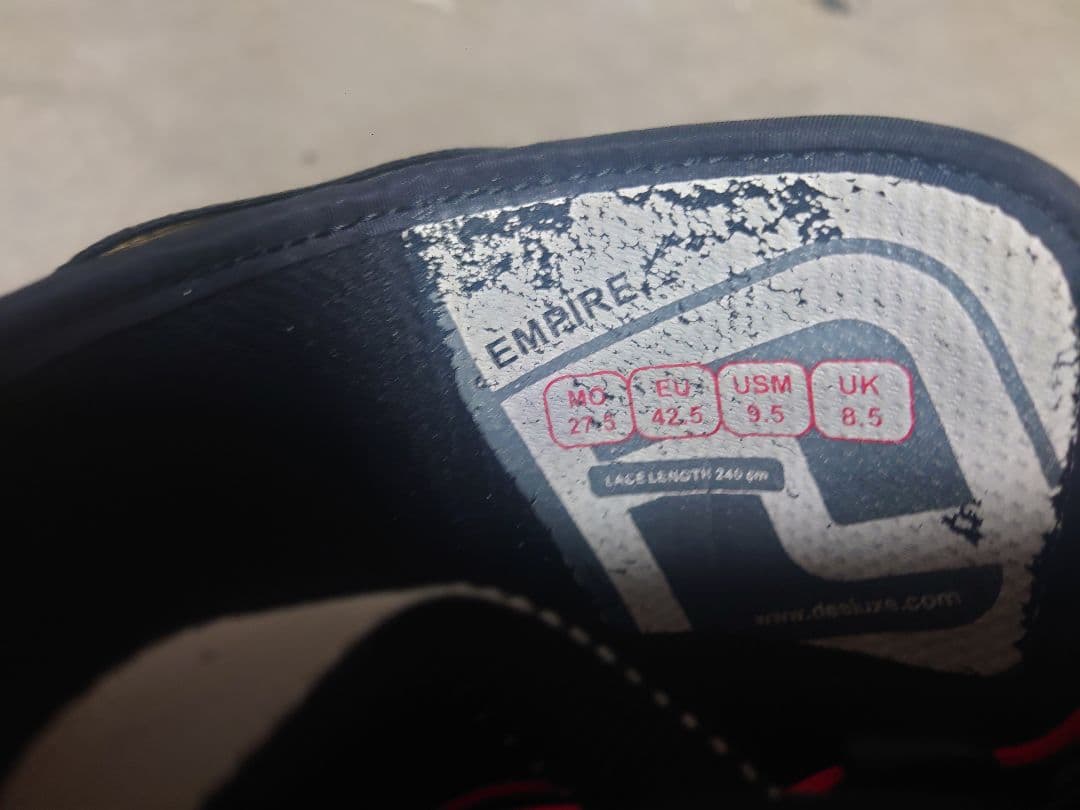 EMPIRE
MO EU USM UK
27.5 42.5 9.5 8.5
LACE LENGTH 240 cm
www.deeluxe.com